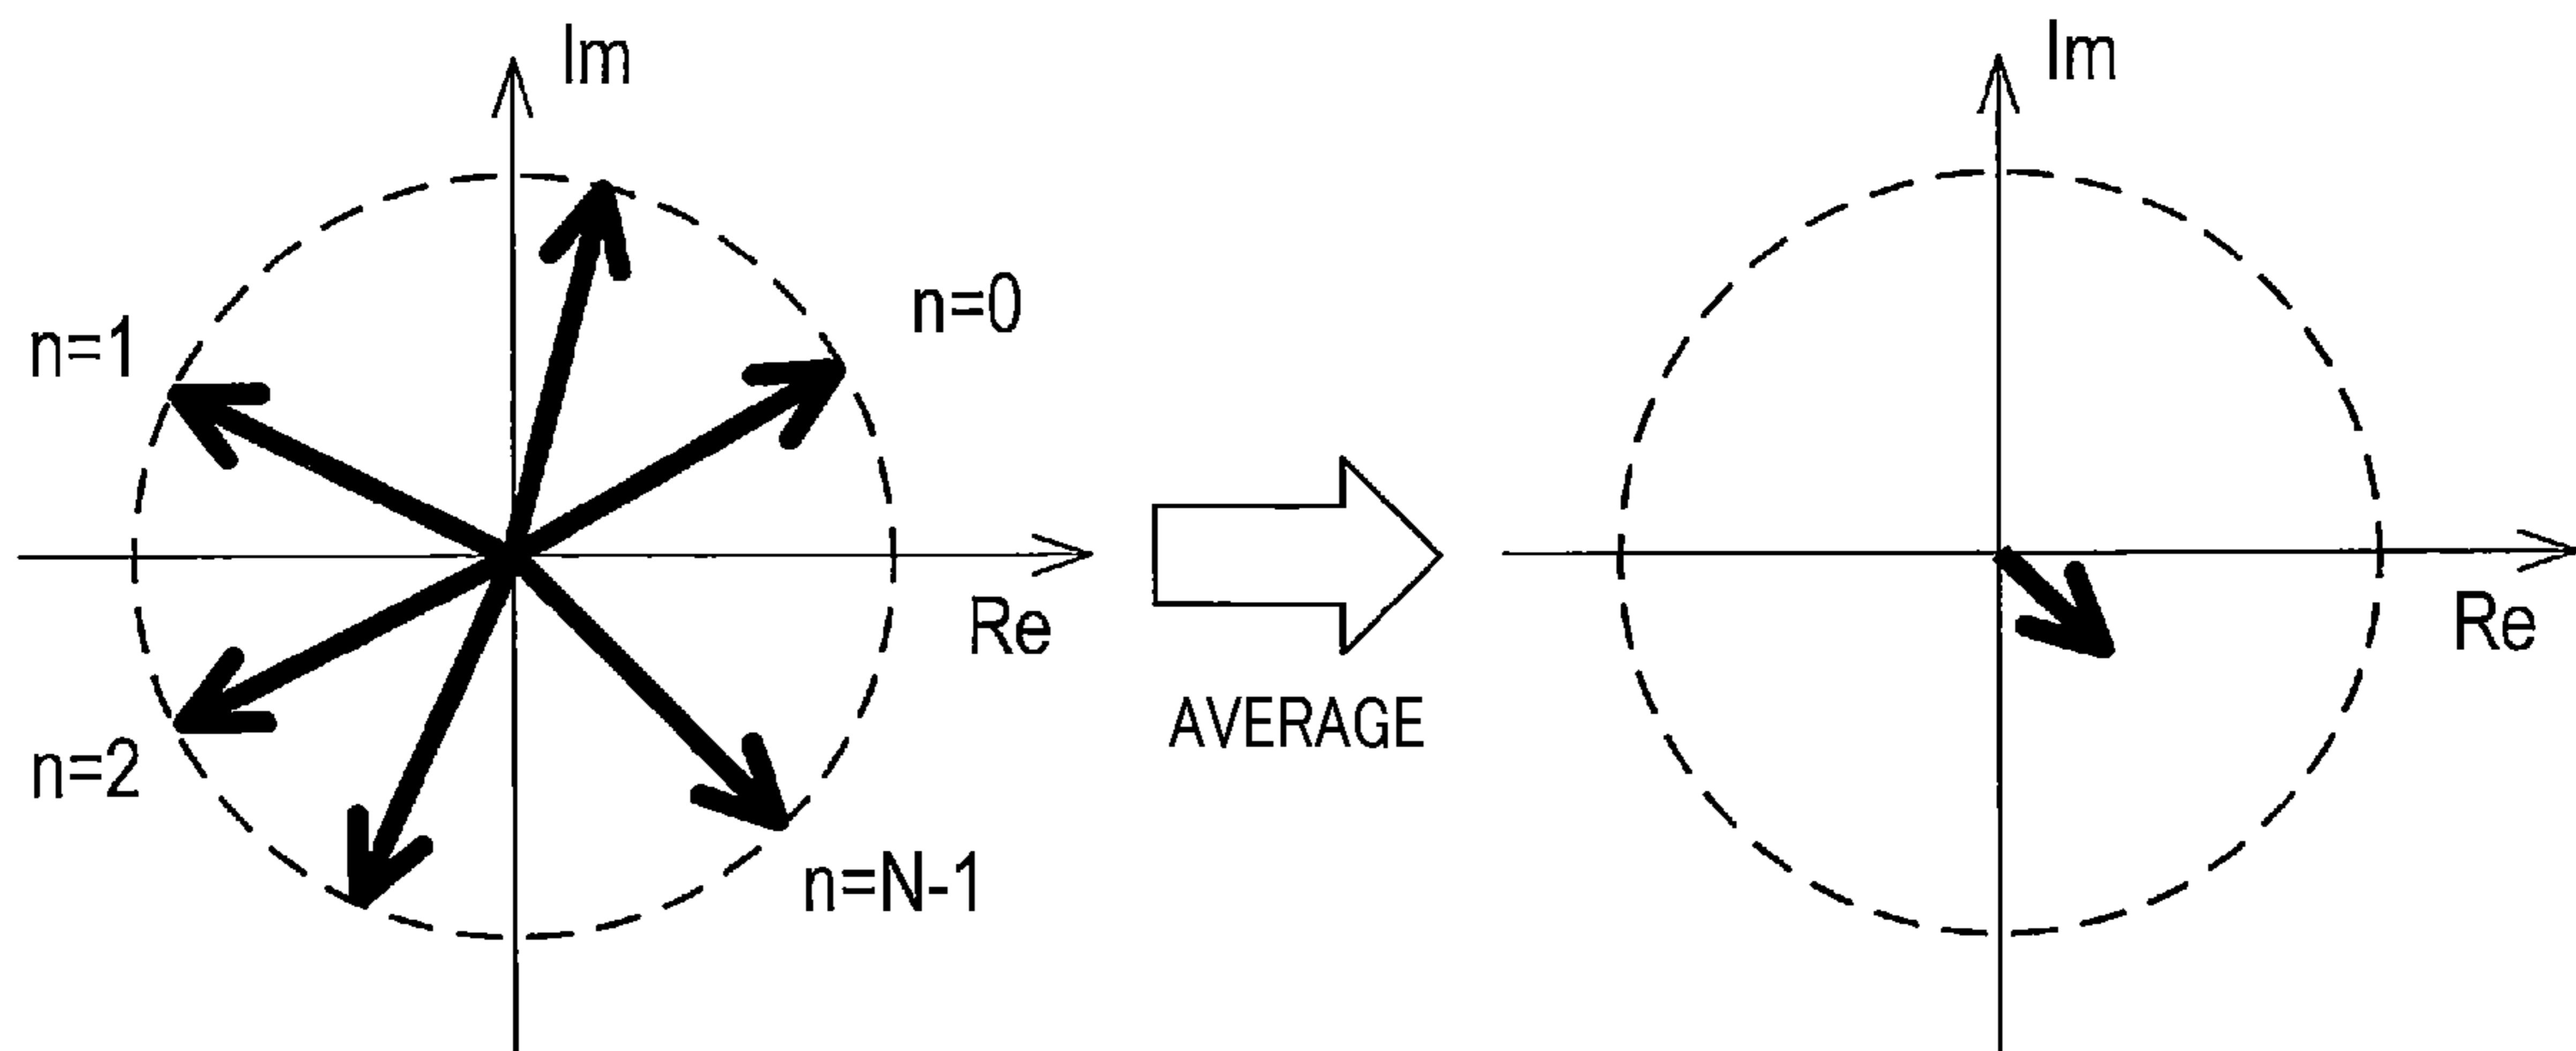 Im
n=0
n=1
Re
n=2
n=N-1
AVERAGE
Im
Re